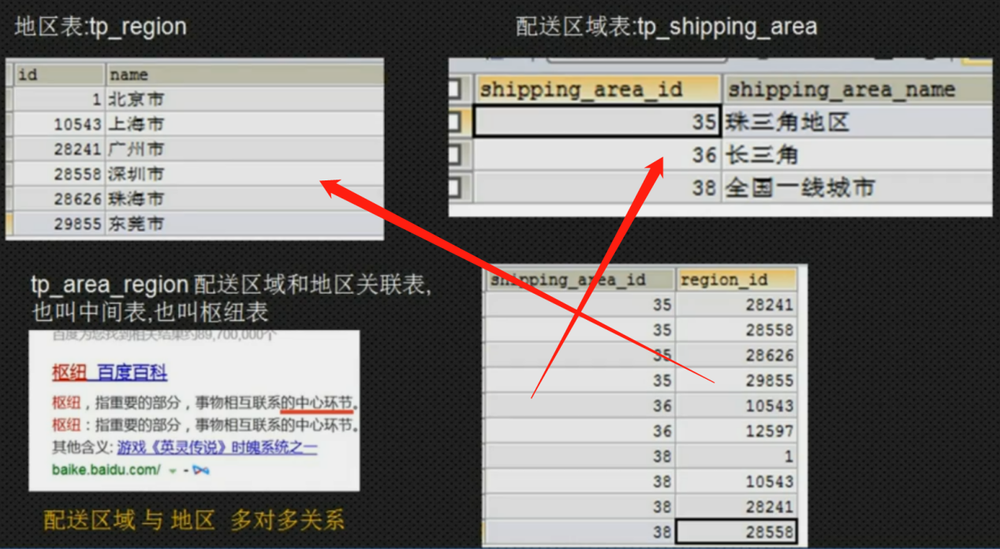 地区表:tp_region
配送区域表:tp_shipping_area
id name
1 北京市
10543 上海市
28241 广州市
28558 深圳市
28626 珠海市
29855 东莞市
shipping_area_id shipping_area_name
35 珠三角地区
36 长三角
38 全国一线城市
tp_area_region 配送区域和地区关联表,
也叫中间表,也叫枢纽表
百度为您找到相关结果约89,700,000个
枢纽_百度百科
枢纽，指重要的部分，事物相互联系的中心环节。
枢纽：指重要的部分，事物相互联系的中心环节。
其他含义: 游戏《英灵传说》时魄系统之一
baike.baidu.com/
配送区域 与 地区 多对多关系
shipping_area_id region_id
35 28241
35 28558
35 28626
35 29855
36 10543
36 12597
38 1
38 10543
38 28241
38 28558